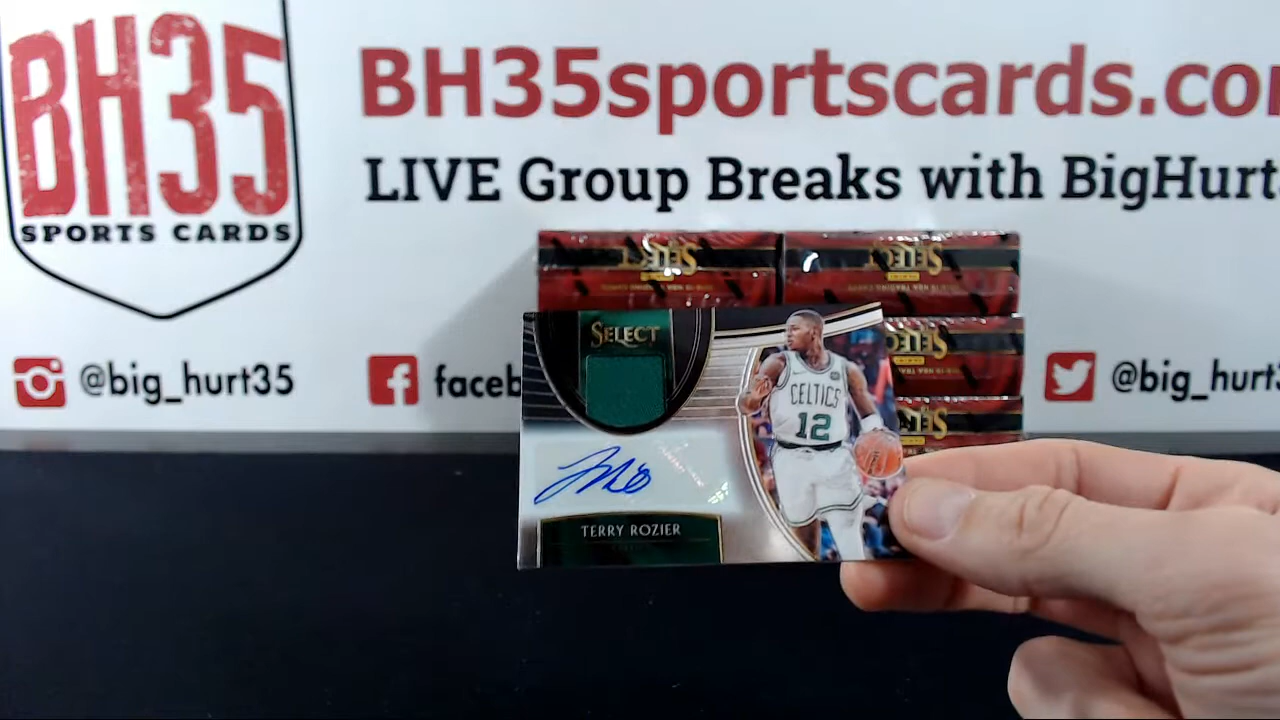 BH35
SPORTS CARDS
BH35sportscards.co
LIVE Group Breaks with BigHurt
@big_hurt35
faceb
@big_hurt3
SELECT
SELECT
SELECT
SELECT
SELECT
CELTICS
12
TERRY ROZIER